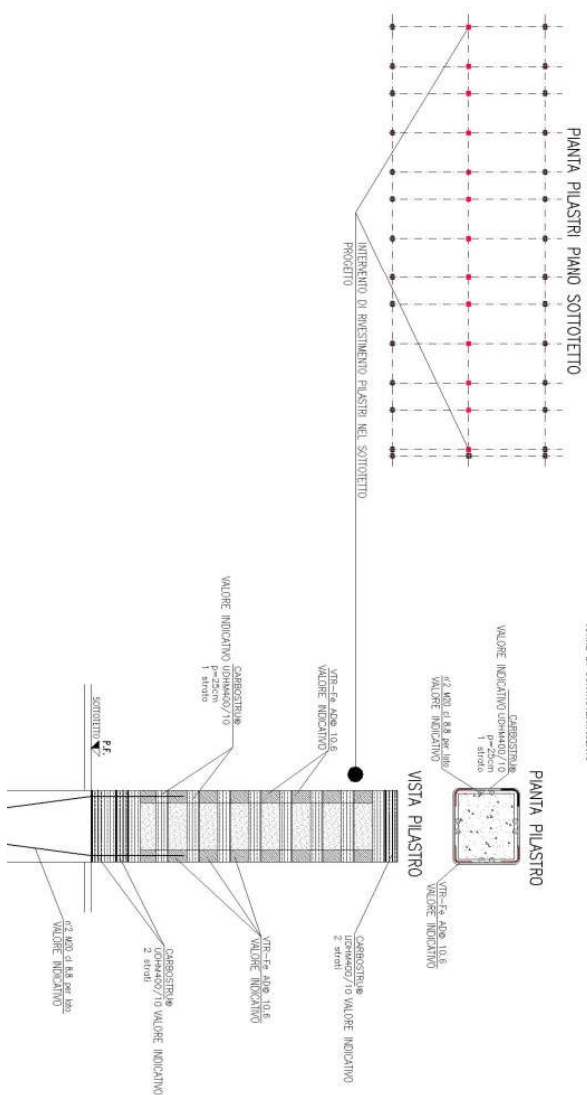 PIANTA PILASTRI PIANO SOTTOTETTO
INTERVENTO DI RIVESTIMENTO PILASTRI NEL SOTTOTETTO
PROGETTO
PIANTA PILASTRO
CARBOSTRU®
VALORE INDICATIVO UDHM400/10
p=25cm
1 strato
n'2 M20 cl 8.8 per lato
VALORE INDICATIVO
VTR-Fe AD® 10.6
VALORE INDICATIVO
VISTA PILASTRO
VTR-Fe AD® 10.6
VALORE INDICATIVO
CARBOSTRU®
VALORE INDICATIVO UDHM400/10
p=25cm
1 strato
P.F.
SOTTOTETTO
CARBOSTRU®
UDHM400/10 VALORE INDICATIVO
2 strati
VTR-Fe AD® 10.6
VALORE INDICATIVO
CARBOSTRU®
UDHM400/10 VALORE INDICATIVO
2 strati
n'2 M20 cl 8.8 per lato
VALORE INDICATIVO